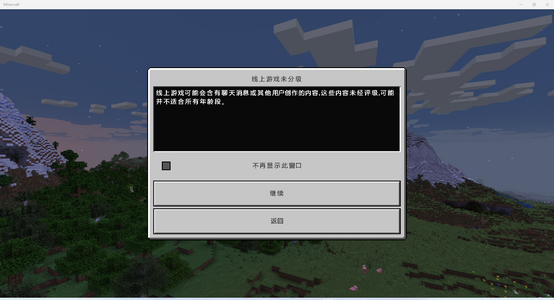 Minecraft
线上游戏未分级
线上游戏可能会含有聊天消息或其他用户创作的内容,这些内容未经评级,可能
并不适合所有年龄段。
不再显示此窗口
继续
返回